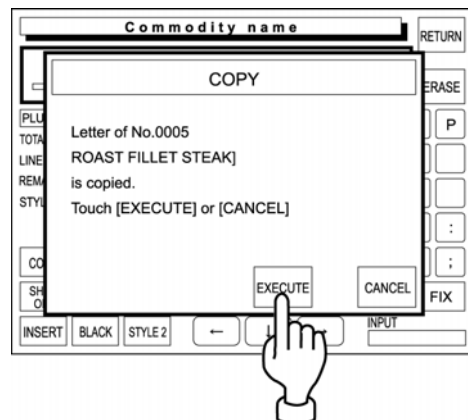 Commodity name
RETURN
COPY
ERASE
Letter of No.0005
ROAST FILLET STEAK]
is copied.
Touch [EXECUTE] or [CANCEL]
PLU
P
:
;
EXECUTE
CANCEL
FIX
INSERT
BLACK
STYLE 2
←
INPUT